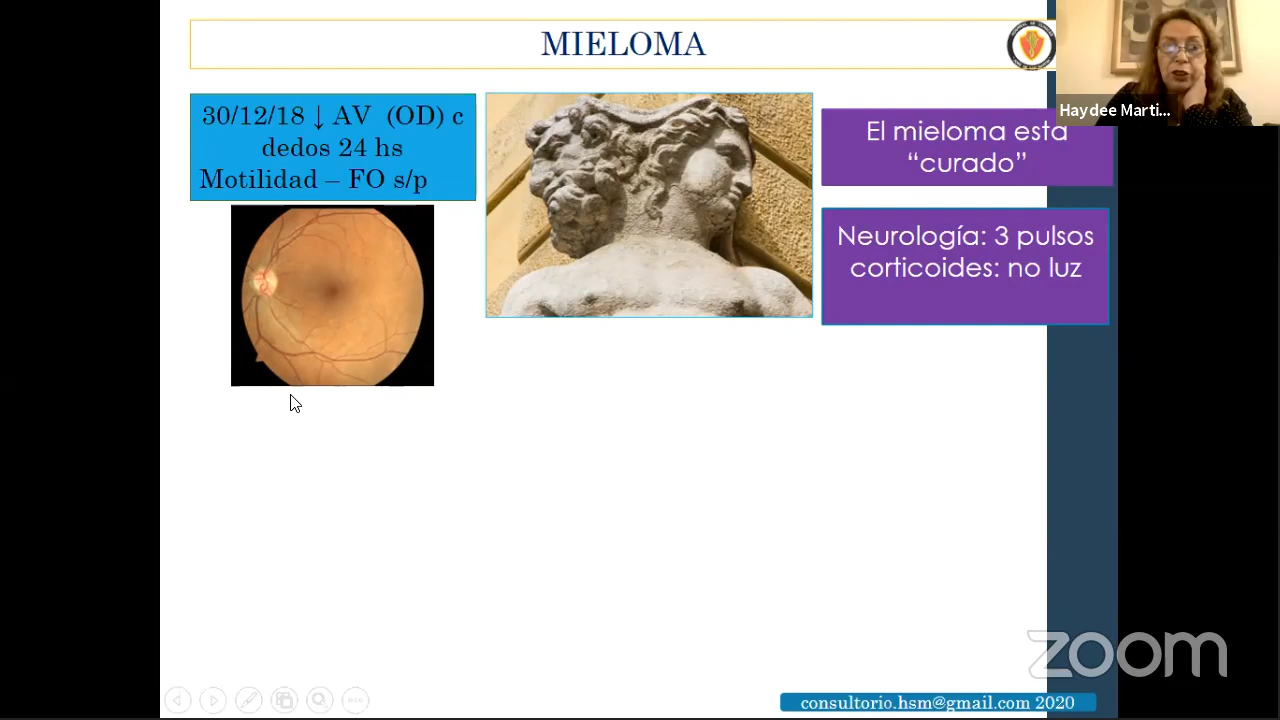 MIELOMA
30/12/18 ↓ AV (OD) c
dedos 24 hs
Motilidad – FO s/p
El mieloma esta
“curado”
Neurología: 3 pulsos
corticoides: no luz
Haydee Marti...
zoom
consultorio.hsm@gmail.com 2020